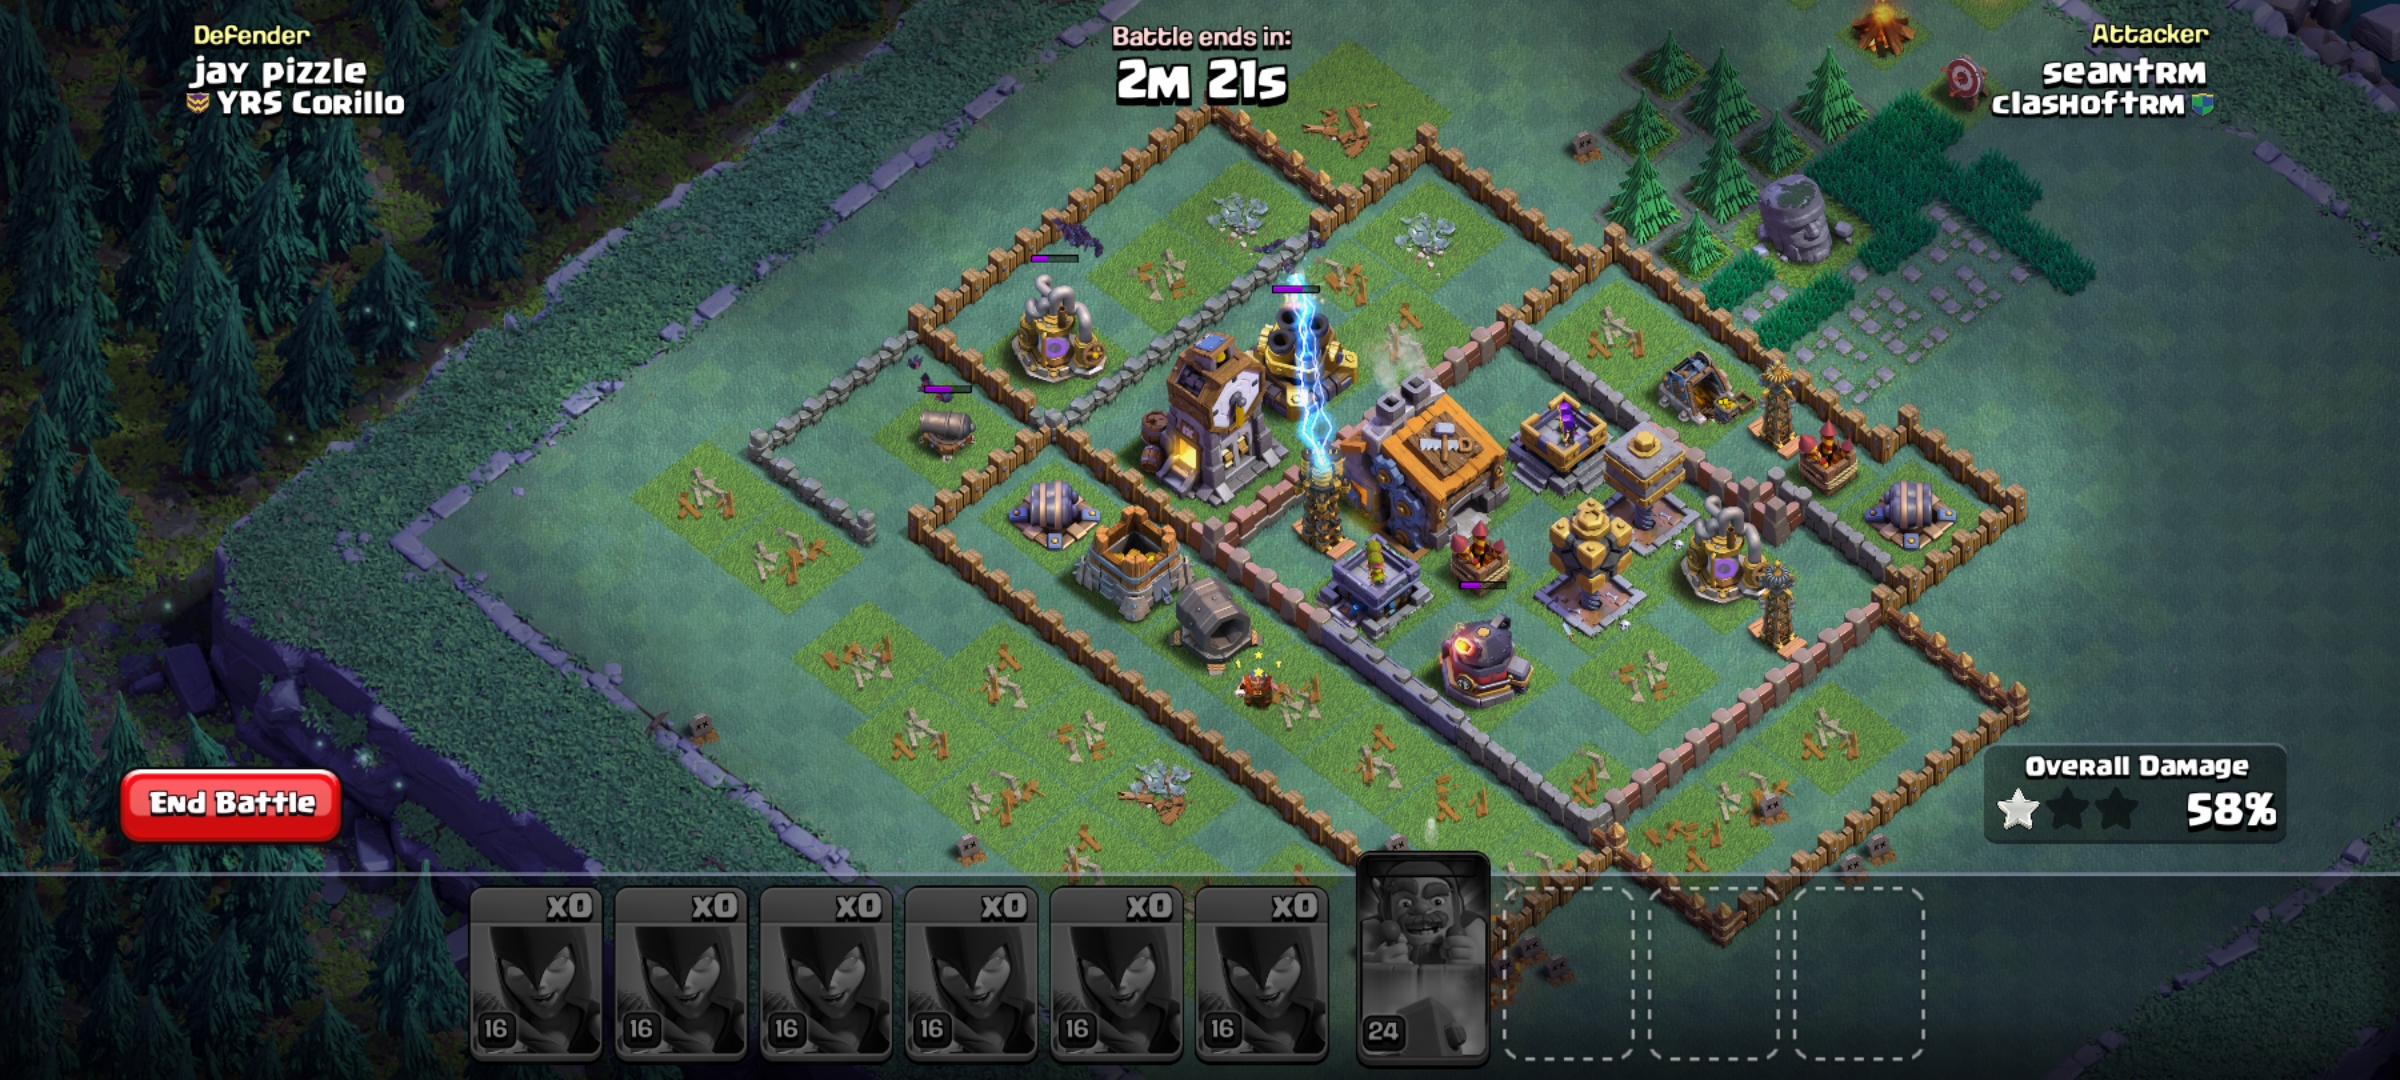 Defender
jay pizzle
YRS Corillo
Battle ends in:
2M 21s
Attacker
seantrm
clashoftrm
End Battle
Overall Damage
58%
x0
x0
x0
x0
x0
x0
16
16
16
16
16
16
24